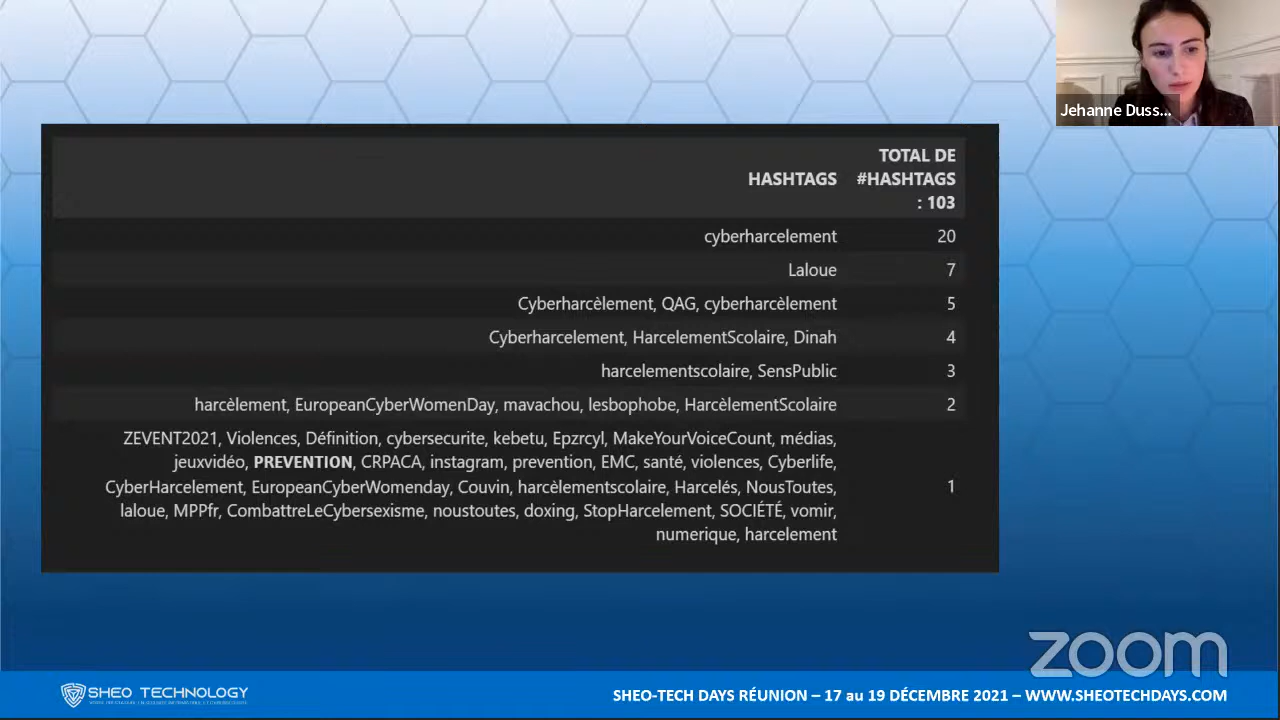 Jehanne Duss...
TOTAL DE
HASHTAGS #HASHTAGS
: 103
cyberharcelement 20
Laloue 7
Cyberharcèlement, QAG, cyberharcèlement 5
Cyberharcelement, HarcelementScolaire, Dinah 4
harcelementscolaire, SensPublic 3
harcèlement, EuropeanCyberWomenDay, mavachou, lesbophobe, HarcèlementScolaire 2
ZEVENT2021, Violences, Définition, cybersecurite, kebetu, Epzrcyl, MakeYourVoiceCount, médias,
jeuxvidéo, PREVENTION, CRPACA, instagram, prevention, EMC, santé, violences, Cyberlife,
CyberHarcelement, EuropeanCyberWomenday, Couvin, harcèlementscolaire, Harcelés, NousToutes, 1
laloue, MPPfr, CombattreLeCybersexisme, noustoutes, doxing, StopHarcelement, SOCIÉTÉ, vomir,
numerique, harcelement
zoom
SHEO TECHNOLOGY
SHEO-TECH DAYS RÉUNION – 17 au 19 DÉCEMBRE 2021 – WWW.SHEOTECHDAYS.COM